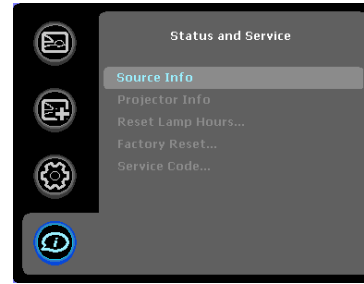 Status and Service
Source Info
Projector Info
Reset Lamp Hours...
Factory Reset...
Service Code...